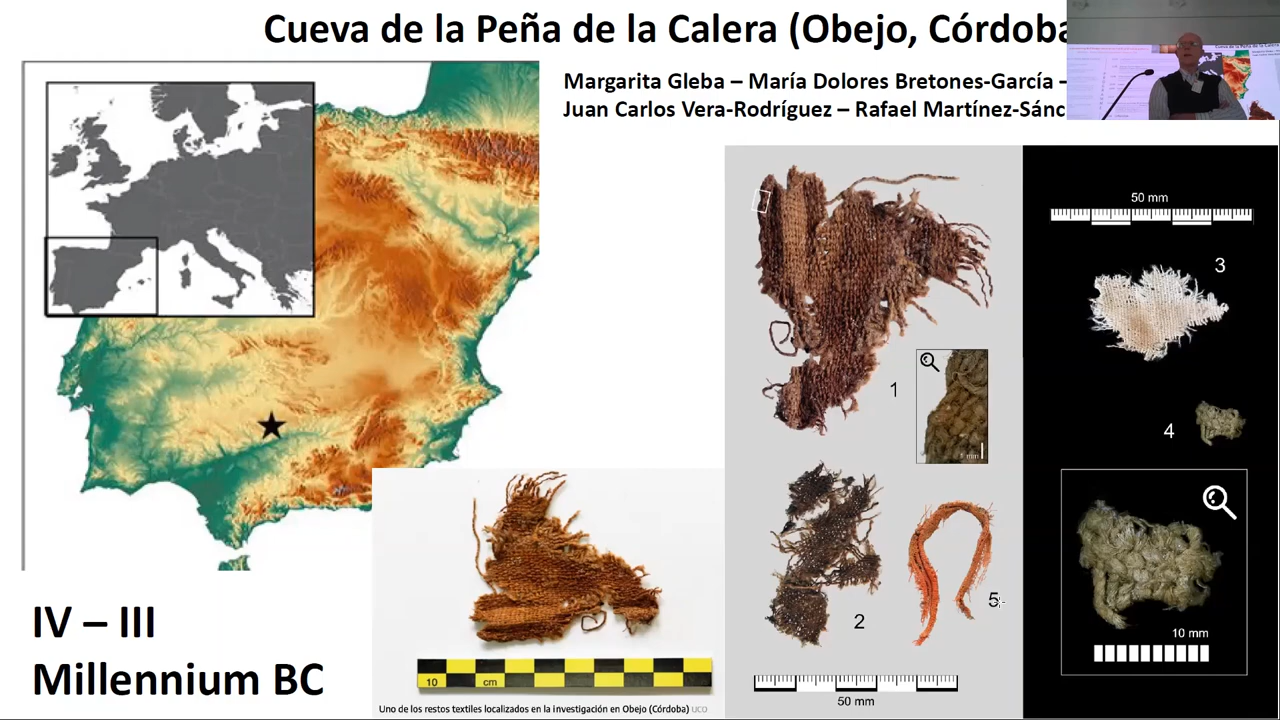 Cueva de la Peña de la Calera (Obejo, Córdoba
Margarita Gleba – María Dolores Bretones-García –
Juan Carlos Vera-Rodríguez – Rafael Martínez-Sánc
50 mm
3
1
1 mm
4
2
5
10 mm
50 mm
10 cm
IV – III
Millennium BC
Uno de los restos textiles localizados en la investigación en Obejo (Córdoba) UCO